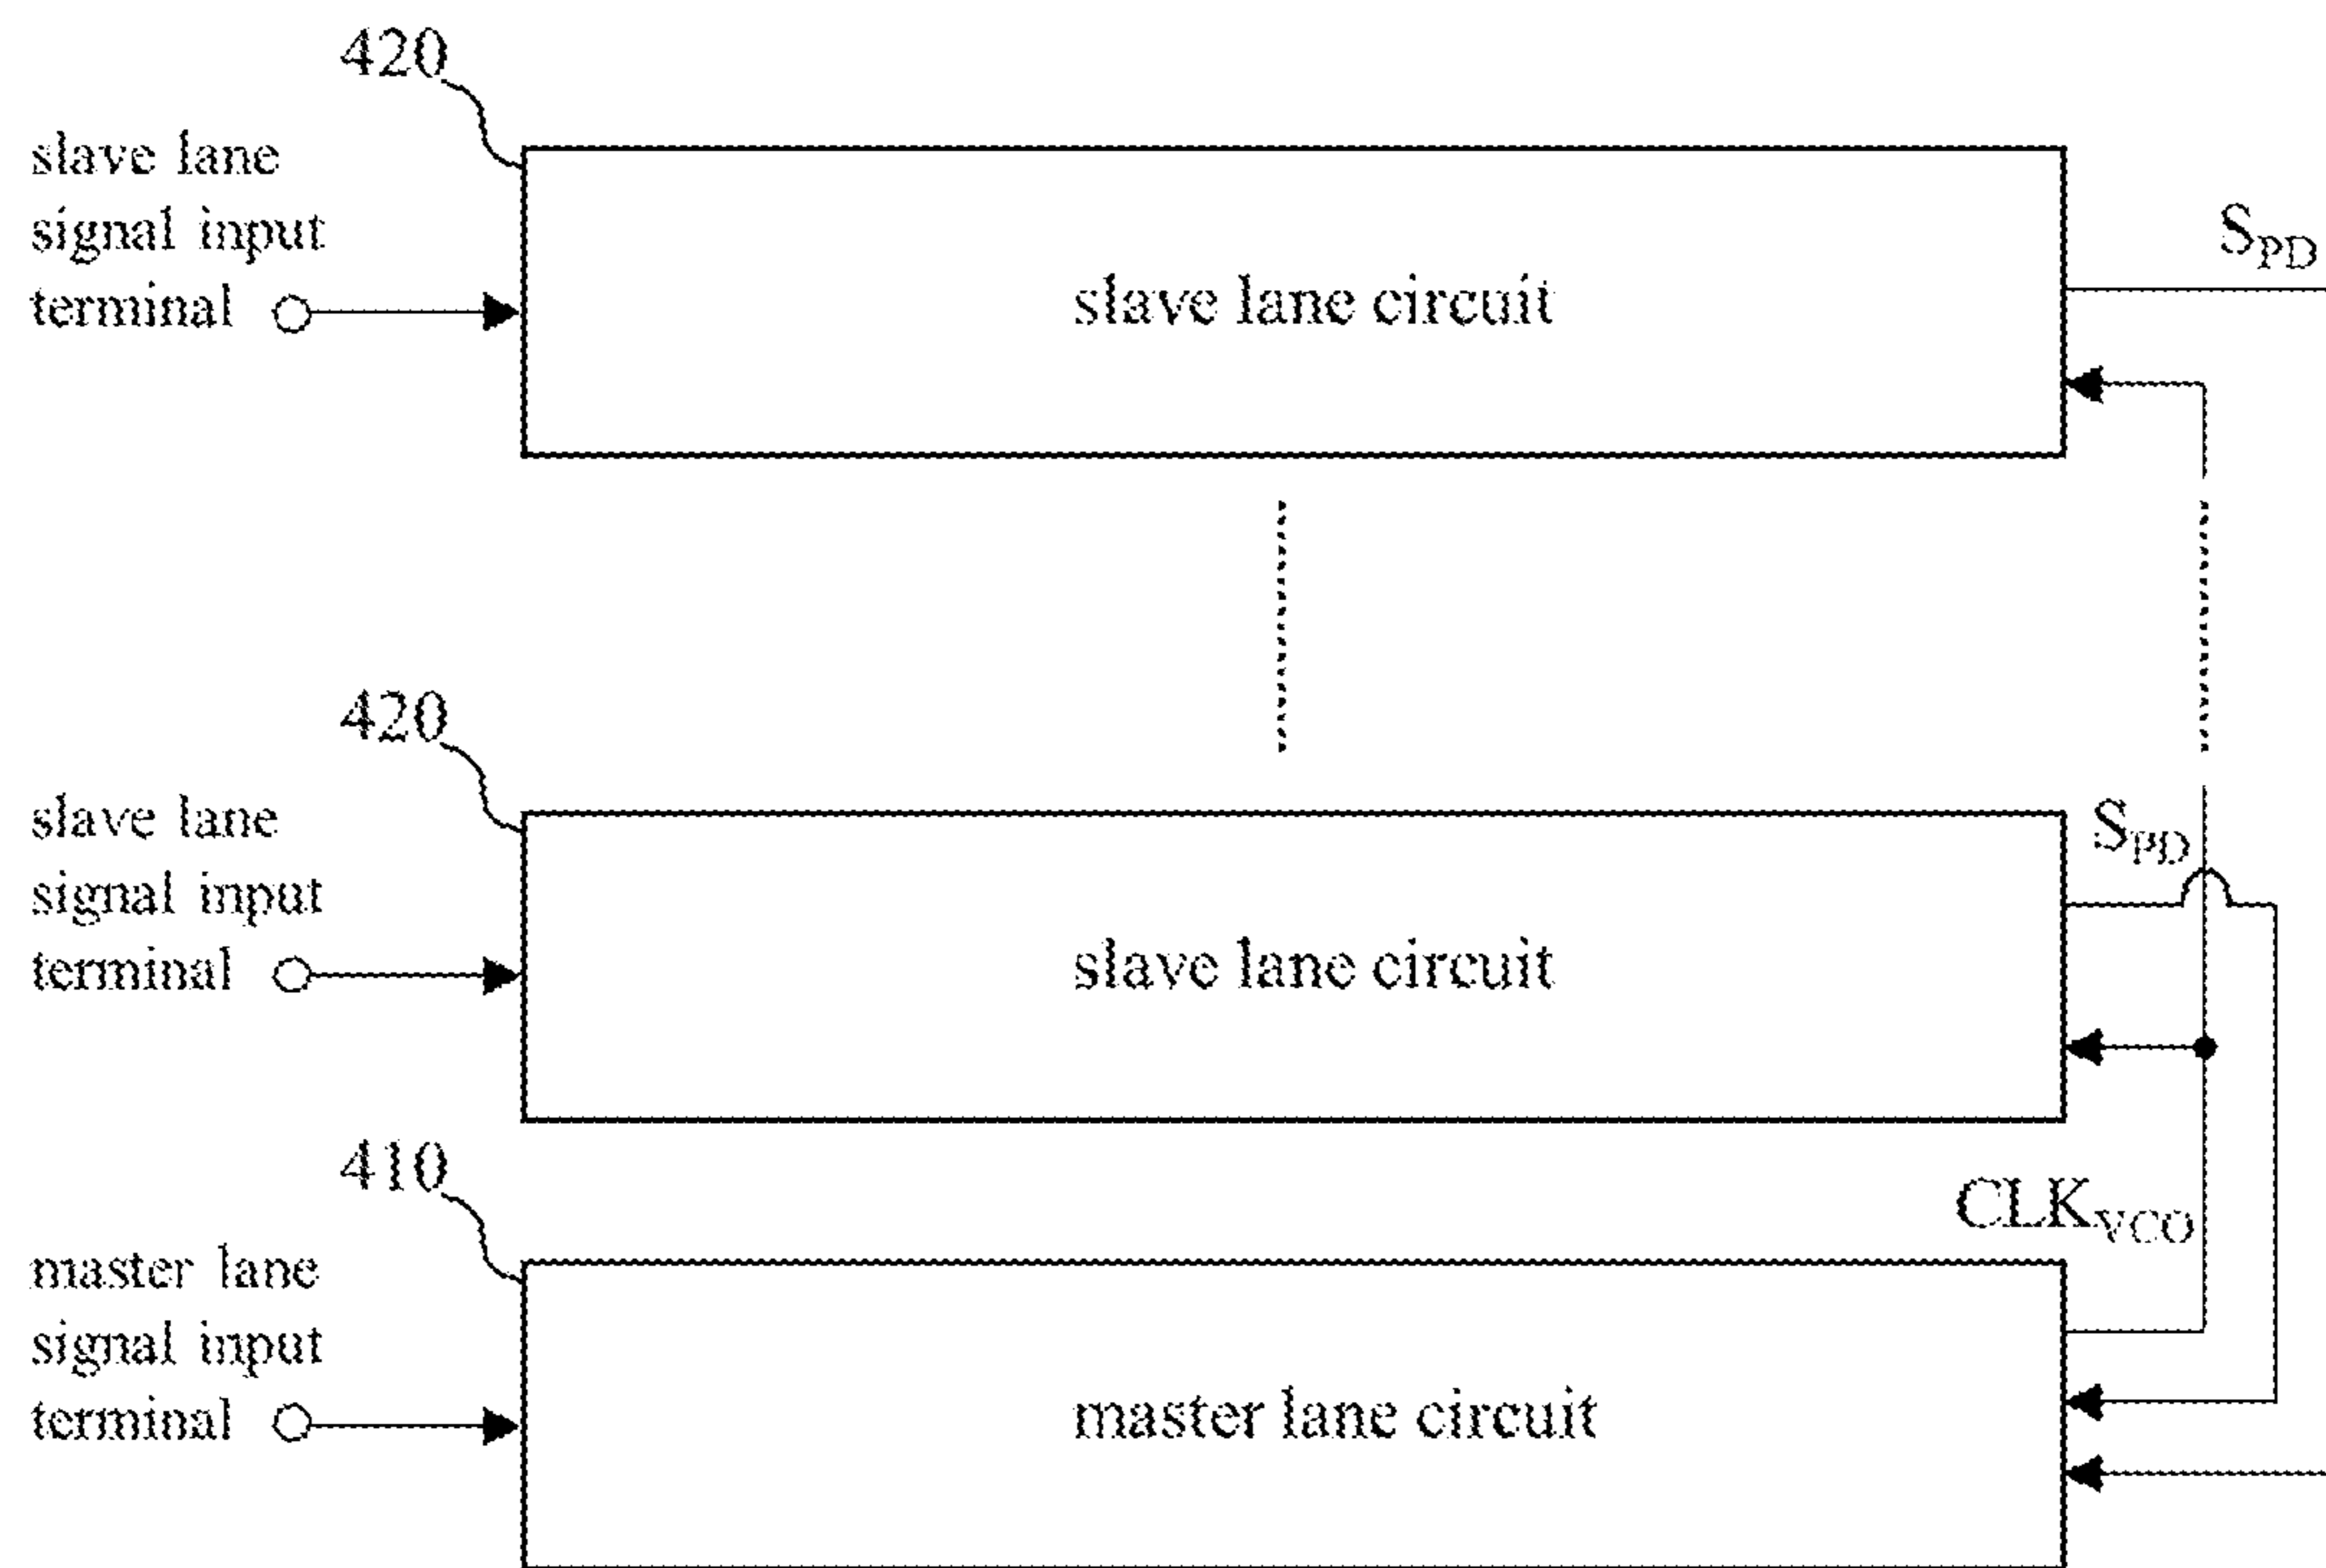 420
slave lane
signal input
terminal
slave lane circuit
S_PD
420
slave lane
signal input
terminal
slave lane circuit
S_PD
410
master lane
signal input
terminal
master lane circuit
CLK_VCO